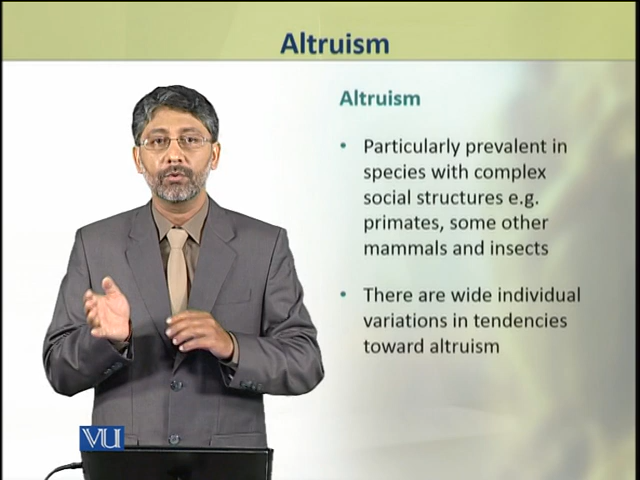 Altruism
Altruism
• Particularly prevalent in
species with complex
social structures e.g.
primates, some other
mammals and insects
• There are wide individual
variations in tendencies
toward altruism
VU